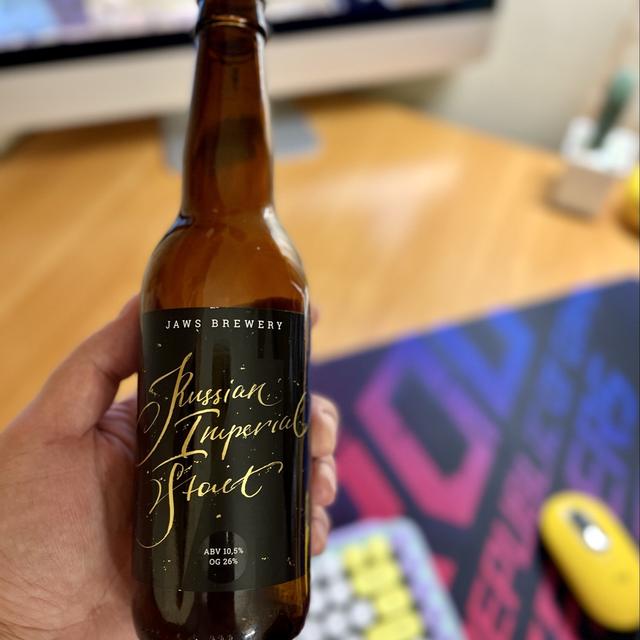 JAWS BREWERY
Russian
Imperial
Stout
ABV 10,5%
OG 26%